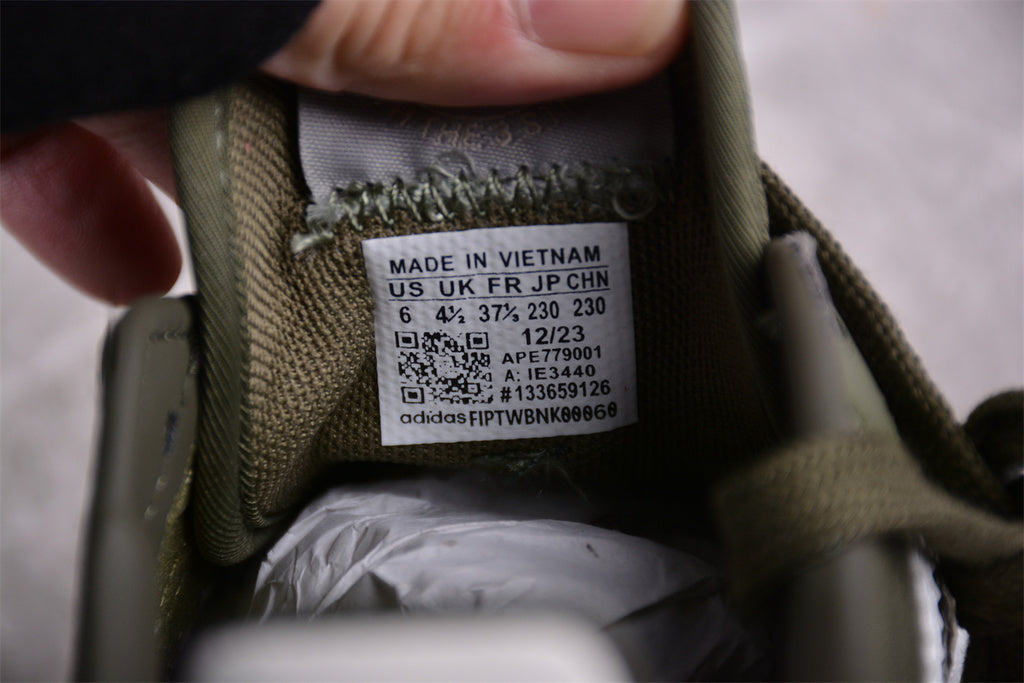 MADE IN VIETNAM
US UK FR JP CHN
6 4½ 37⅓ 230 230
12/23
APE779001
A: IE3440
#133659126
adidas FIPTWBNK00060